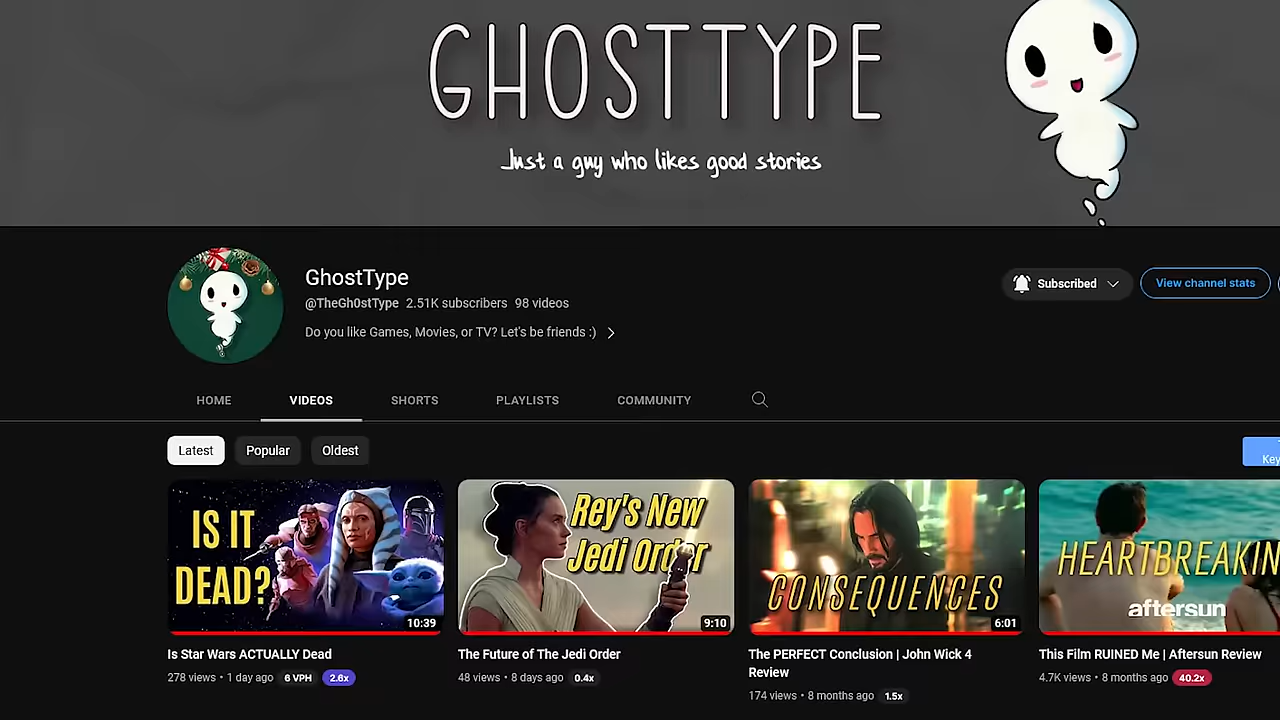 GHOSTTYPE
Just a guy who likes good stories
GhostType
@TheGh0stType 2.51K subscribers 98 videos
Do you like Games, Movies, or TV? Let's be friends :)
Subscribed
View channel stats
HOME VIDEOS SHORTS PLAYLISTS COMMUNITY
Latest Popular Oldest
Key
IS IT
DEAD?
10:39
Rey's New
Jedi Order
9:10
CONSEQUENCES
6:01
HEARTBREAKIN
aftersun
Is Star Wars ACTUALLY Dead
278 views • 1 day ago 6 VPH 2.6x
The Future of The Jedi Order
48 views • 8 days ago 0.4x
The PERFECT Conclusion | John Wick 4
Review
174 views • 8 months ago 1.5x
This Film RUINED Me | Aftersun Review
4.7K views • 8 months ago 40.2x